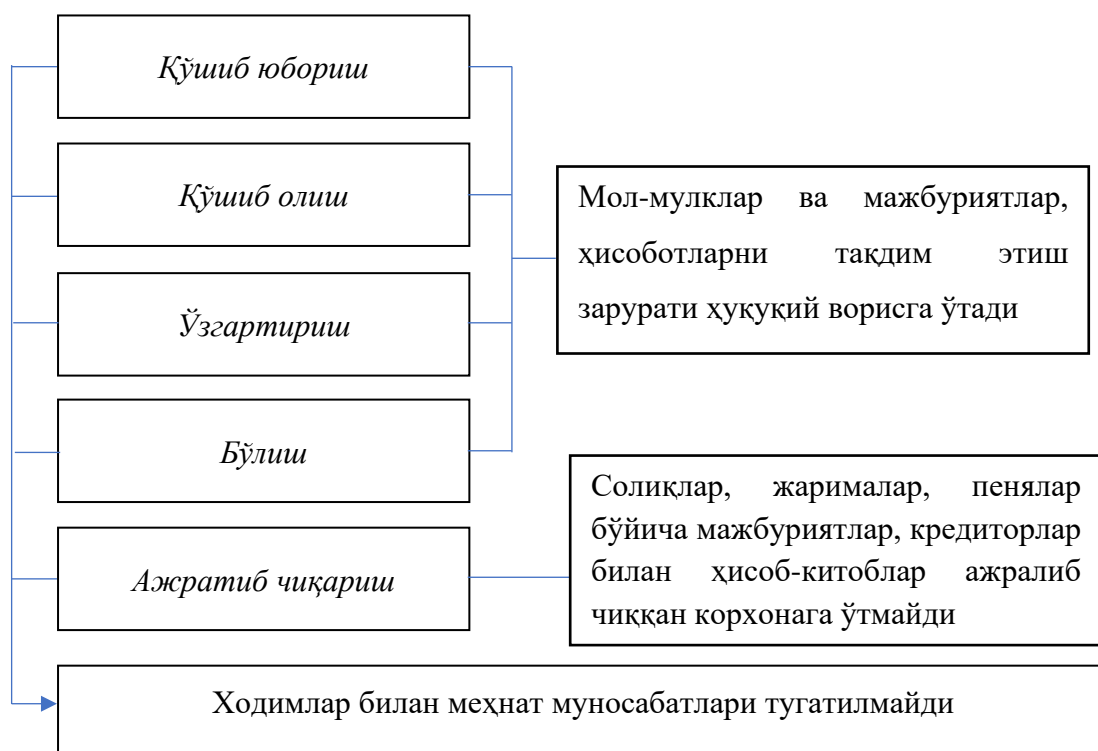 Қўшиб юбориш
Қўшиб олиш
Ўзгартириш
Бўлиш
Ажратиб чиқариш
Мол-мулклар ва мажбуриятлар,
ҳисоботларни тақдим этиш
зарурати ҳуқуқий ворисга ўтади
Солиқлар, жарималар, пенялар
бўйича мажбуриятлар, кредиторлар
билан ҳисоб-китоблар ажралиб
чиққан корхонага ўтмайди
Ходимлар билан меҳнат муносабатлари тугатилмайди